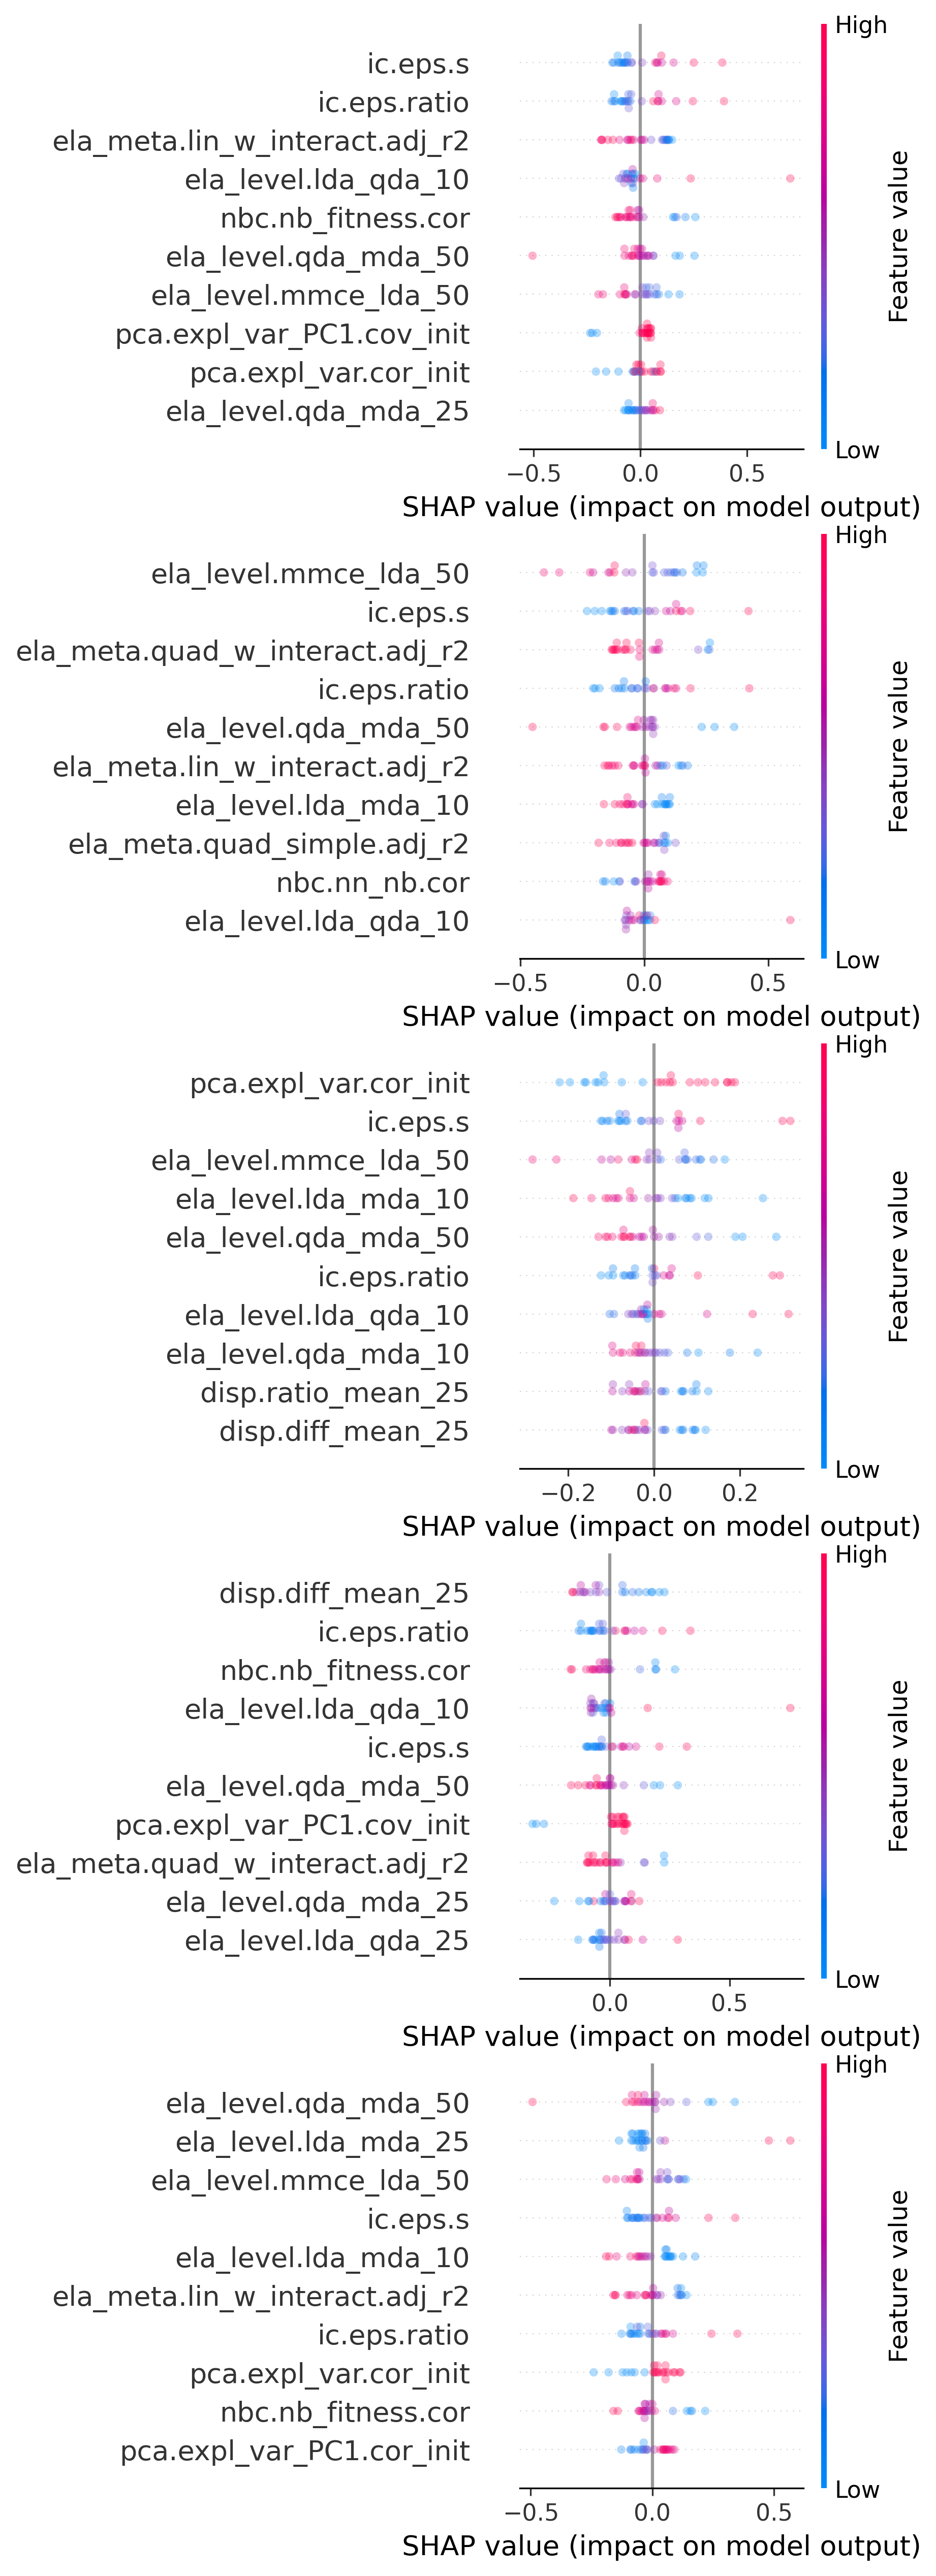 High
ic.eps.s
ic.eps.ratio
ela_meta.lin_w_interact.adj_r2
ela_level.lda_qda_10
nbc.nb_fitness.cor
ela_level.qda_mda_50
ela_level.mmce_lda_50
pca.expl_var_PC1.cov_init
pca.expl_var.cor_init
ela_level.qda_mda_25
Feature value
Low
−0.5 0.0 0.5
SHAP value (impact on model output)
High
ela_level.mmce_lda_50
ic.eps.s
ela_meta.quad_w_interact.adj_r2
ic.eps.ratio
ela_level.qda_mda_50
ela_meta.lin_w_interact.adj_r2
ela_level.lda_mda_10
ela_meta.quad_simple.adj_r2
nbc.nn_nb.cor
ela_level.lda_qda_10
Feature value
Low
−0.5 0.0 0.5
SHAP value (impact on model output)
High
pca.expl_var.cor_init
ic.eps.s
ela_level.mmce_lda_50
ela_level.lda_mda_10
ela_level.qda_mda_50
ic.eps.ratio
ela_level.lda_qda_10
ela_level.qda_mda_10
disp.ratio_mean_25
disp.diff_mean_25
Feature value
Low
−0.2 0.0 0.2
SHAP value (impact on model output)
High
disp.diff_mean_25
ic.eps.ratio
nbc.nb_fitness.cor
ela_level.lda_qda_10
ic.eps.s
ela_level.qda_mda_50
pca.expl_var_PC1.cov_init
ela_meta.quad_w_interact.adj_r2
ela_level.qda_mda_25
ela_level.lda_qda_25
Feature value
Low
0.0 0.5
SHAP value (impact on model output)
High
ela_level.qda_mda_50
ela_level.lda_mda_25
ela_level.mmce_lda_50
ic.eps.s
ela_level.lda_mda_10
ela_meta.lin_w_interact.adj_r2
ic.eps.ratio
pca.expl_var.cor_init
nbc.nb_fitness.cor
pca.expl_var_PC1.cor_init
Feature value
Low
−0.5 0.0 0.5
SHAP value (impact on model output)